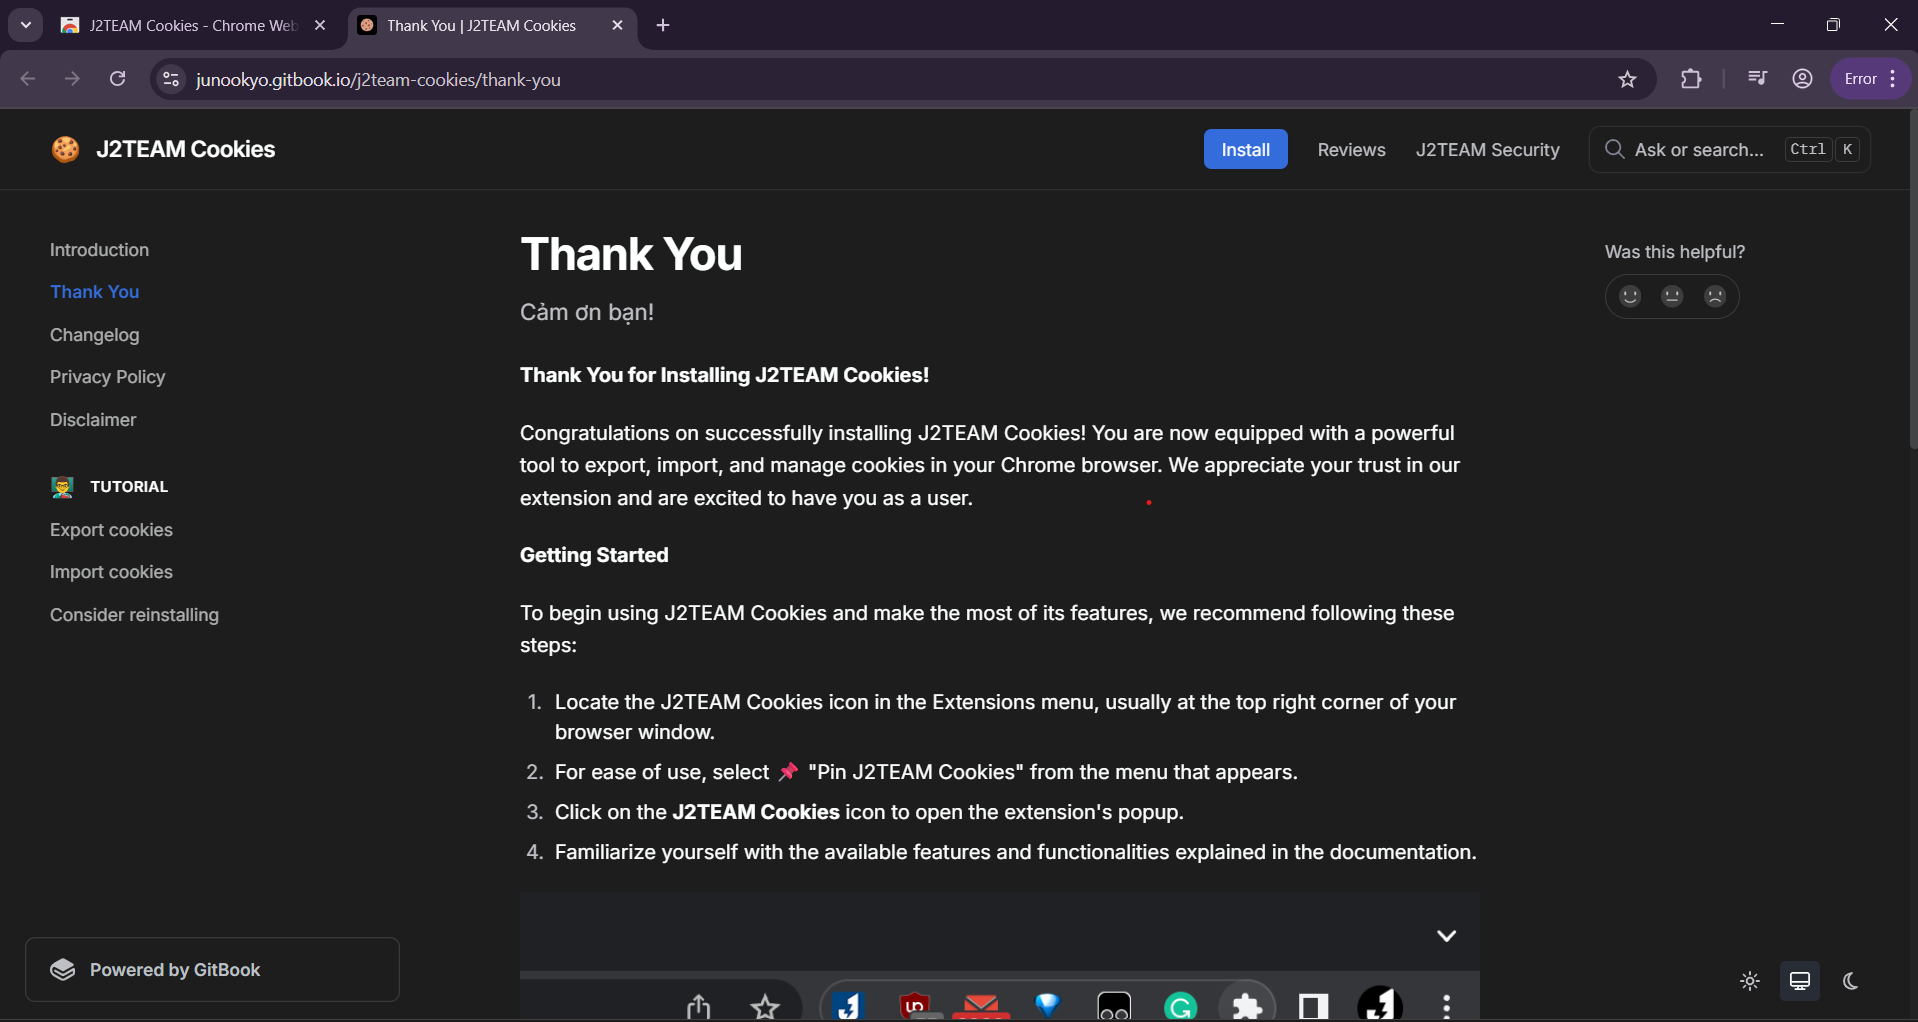 J2TEAM Cookies - Chrome Web
Thank You | J2TEAM Cookies
junookyo.gitbook.io/j2team-cookies/thank-you
Error
J2TEAM Cookies
Install
Reviews
J2TEAM Security
Ask or search...
Ctrl K
Introduction
Thank You
Changelog
Privacy Policy
Disclaimer
TUTORIAL
Export cookies
Import cookies
Consider reinstalling
Powered by GitBook
Thank You
Cảm ơn bạn!
Thank You for Installing J2TEAM Cookies!
Congratulations on successfully installing J2TEAM Cookies! You are now equipped with a powerful
tool to export, import, and manage cookies in your Chrome browser. We appreciate your trust in our
extension and are excited to have you as a user.
Getting Started
To begin using J2TEAM Cookies and make the most of its features, we recommend following these
steps:
1. Locate the J2TEAM Cookies icon in the Extensions menu, usually at the top right corner of your
browser window.
2. For ease of use, select 📌 "Pin J2TEAM Cookies" from the menu that appears.
3. Click on the J2TEAM Cookies icon to open the extension's popup.
4. Familiarize yourself with the available features and functionalities explained in the documentation.
Was this helpful?